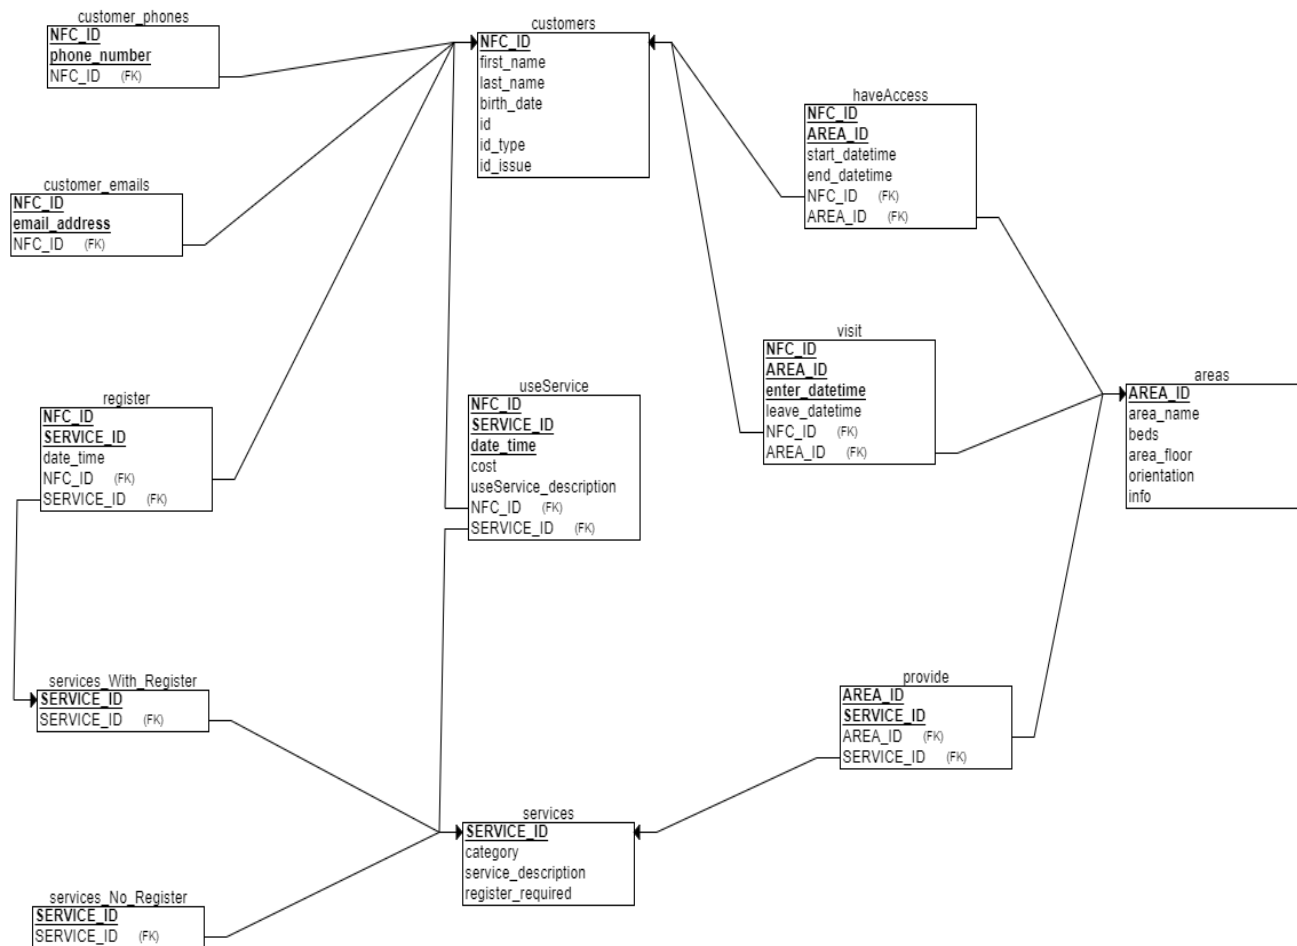 customer_phones
NFC_ID
phone_number
NFC_ID (FK)
customers
NFC_ID
first_name
last_name
birth_date
id
id_type
id_issue
haveAccess
NFC_ID
AREA_ID
start_datetime
end_datetime
NFC_ID (FK)
AREA_ID (FK)
customer_emails
NFC_ID
email_address
NFC_ID (FK)
visit
NFC_ID
AREA_ID
enter_datetime
leave_datetime
NFC_ID (FK)
AREA_ID (FK)
areas
AREA_ID
area_name
beds
area_floor
orientation
info
register
NFC_ID
SERVICE_ID
date_time
NFC_ID (FK)
SERVICE_ID (FK)
useService
NFC_ID
SERVICE_ID
date_time
cost
useService_description
NFC_ID (FK)
SERVICE_ID (FK)
services_With_Register
SERVICE_ID
SERVICE_ID (FK)
provide
AREA_ID
SERVICE_ID
AREA_ID (FK)
SERVICE_ID (FK)
services
SERVICE_ID
category
service_description
register_required
services_No_Register
SERVICE_ID
SERVICE_ID (FK)